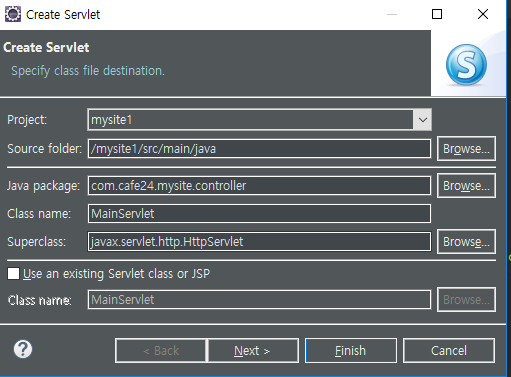 Create Servlet
Create Servlet
Specify class file destination.
S
Project: mysite1
Source folder: /mysite1/src/main/java Browse...
Java package: com.cafe24.mysite.controller Browse...
Class name: MainServlet
Superclass: javax.servlet.http.HttpServlet Browse...
Use an existing Servlet class or JSP
Class name: MainServlet Browse...
? < Back Next > Finish Cancel